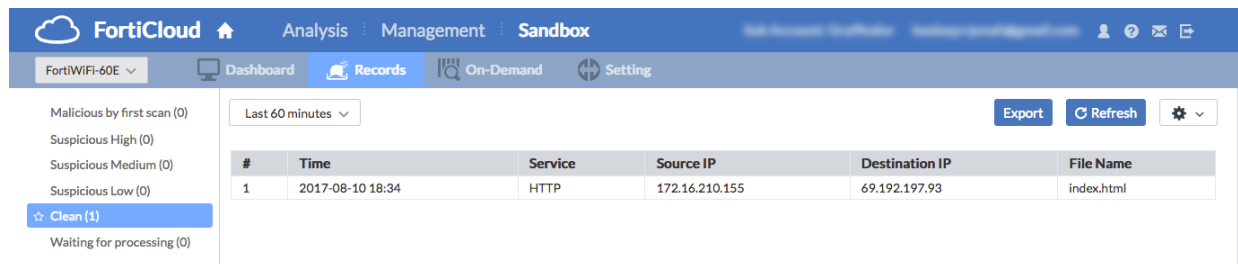 FortiCloud Analysis Management Sandbox
FortiWiFi-60E Dashboard Records On-Demand Setting
Malicious by first scan (0)
Suspicious High (0)
Suspicious Medium (0)
Suspicious Low (0)
Clean (1)
Waiting for processing (0)
Last 60 minutes Export Refresh
# Time Service Source IP Destination IP File Name
1 2017-08-10 18:34 HTTP 172.16.210.155 69.192.197.93 index.html